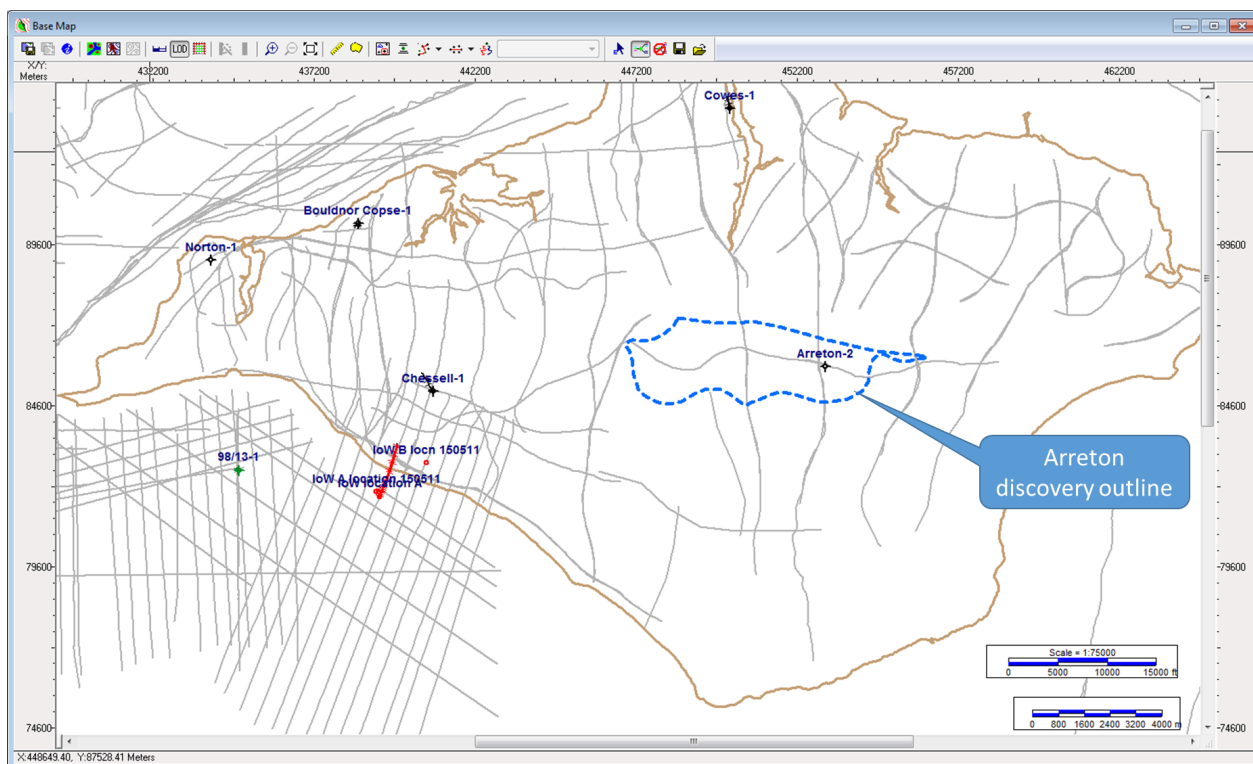 Base Map
LOD
X/Y:
Meters
432200 437200 442200 447200 452200 457200 462200
Cowes-1
Bouldnor Copse-1
89600 Norton-1 89600
Arreton-2
Chessell-1
84600 84600
IoW B locn 150511
98/13-1
Arreton
discovery outline
IoW A location 150511
IoW location A
79600 79600
Scale = 1:75000
0 5000 10000 15000 ft
0 800 1600 2400 3200 4000 m
74600 74600
X:448649.40, Y:87528.41 Meters